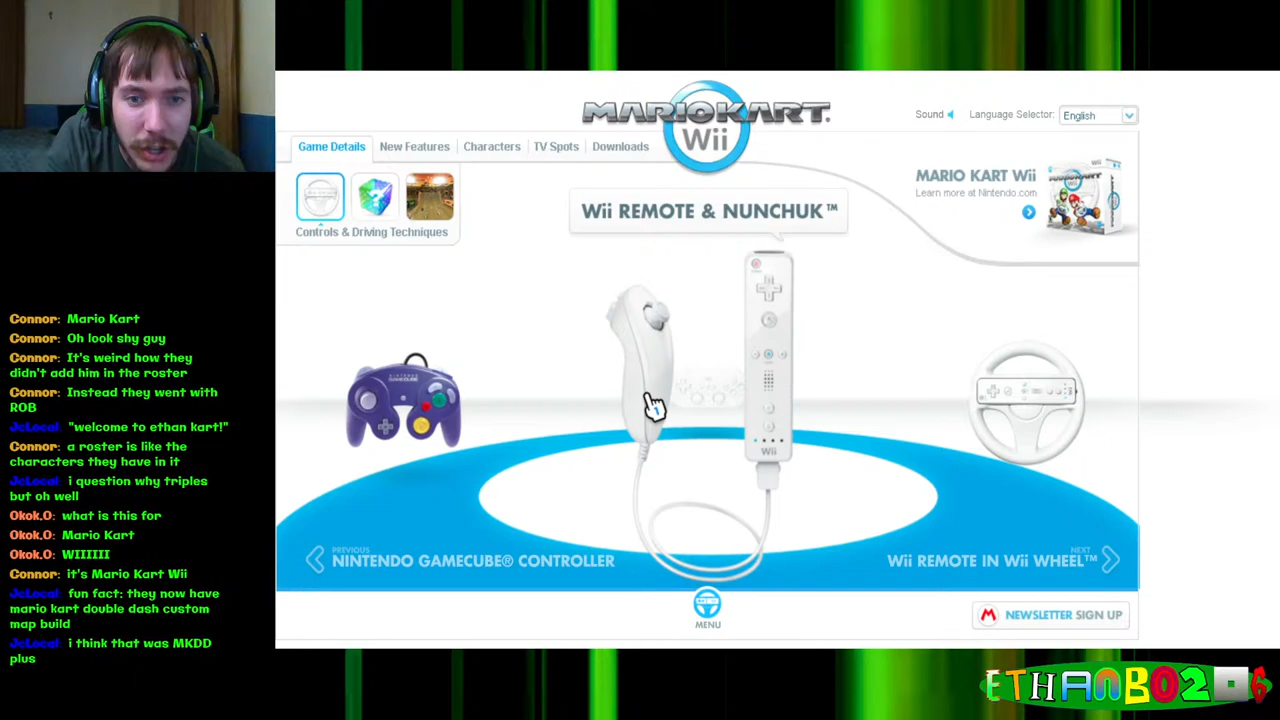 MARIOKART
Wii
Sound
Language Selector:
English
Game Details
New Features
Characters
TV Spots
Downloads
MARIO KART Wii
Learn more at Nintendo.com
Wii REMOTE & NUNCHUK™
Controls & Driving Techniques
Connor: Mario Kart
Connor: Oh look shy guy
Connor: It's weird how they
didn't add him in the roster
Connor: Instead they went with
ROB
JcLocal: "welcome to ethan kart!"
Connor: a roster is like the
characters they have in it
JcLocal: i question why triples
but oh well
Okok.O: what is this for
Okok.O: Mario Kart
Okok.O: WIIIIII
Connor: it's Mario Kart Wii
JcLocal: fun fact: they now have
mario kart double dash custom
map build
JcLocal: i think that was MKDD
plus
Wii
PREVIOUS
NINTENDO GAMECUBE® CONTROLLER
NEXT
Wii REMOTE IN Wii WHEEL™
MENU
NEWSLETTER SIGN UP
ETHANB0206